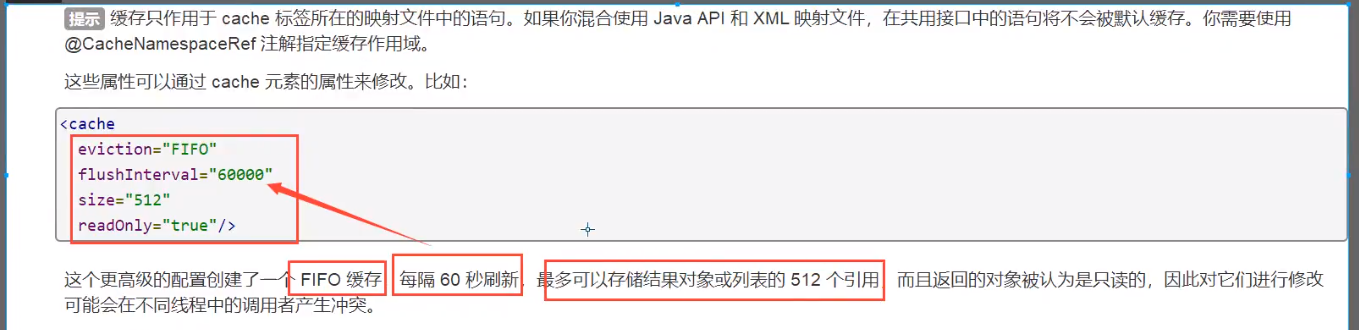 提示 缓存只作用于 cache 标签所在的映射文件中的语句。如果你混合使用 Java API 和 XML 映射文件，在共用接口中的语句将不会被默认缓存。你需要使用
@CacheNamespaceRef 注解指定缓存作用域。
这些属性可以通过 cache 元素的属性来修改。比如：
<cache
eviction="FIFO"
flushInterval="60000"
size="512"
readOnly="true"/>
这个更高级的配置创建了一个 FIFO 缓存，每隔 60 秒刷新，最多可以存储结果对象或列表的 512 个引用，而且返回的对象被认为是只读的，因此对它们进行修改
可能会在不同线程中的调用者产生冲突。